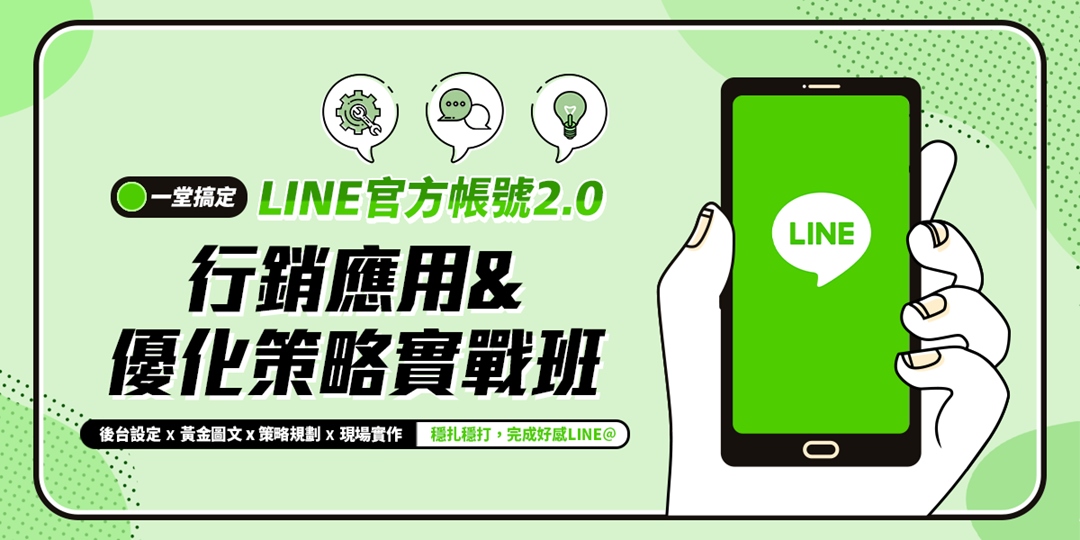 一堂搞定
LINE官方帳號2.0
行銷應用&
優化策略實戰班
後台設定 x 黃金圖文 x 策略規劃 x 現場實作
穩扎穩打，完成好感LINE@
LINE